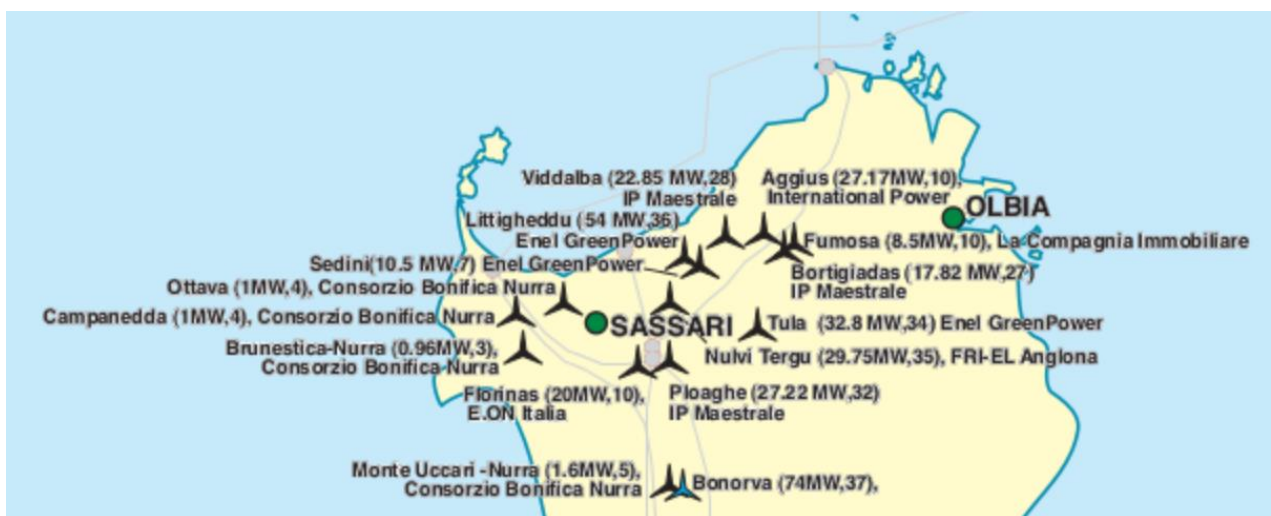 Viddalba (22.85 MW,28)
IP Maestrale
Aggius (27.17MW,10),
International Power
OLBIA
Littigheddu (54 MW,36)
Enel GreenPower
Fumosa (8.5MW,10), La Compagnia Immobiliare
Sedini(10.5 MW,7) Enel GreenPower
Bortigiadas (17.82 MW,27)
IP Maestrale
Ottava (1MW,4), Consorzio Bonifica Nurra
Campanedda (1MW,4), Consorzio Bonifica Nurra
SASSARI
Tula (32.8 MW,34) Enel GreenPower
Brunestica-Nurra (0.96MW,3),
Consorzio Bonifica Nurra
Nulvi Tergu (29.75MW,35), FRI-EL Anglona
Florinas (20MW,10),
E.ON Italia
Ploaghe (27.22 MW,32)
IP Maestrale
Monte Uccari -Nurra (1.6MW,5),
Consorzio Bonifica Nurra
Bonorva (74MW,37),